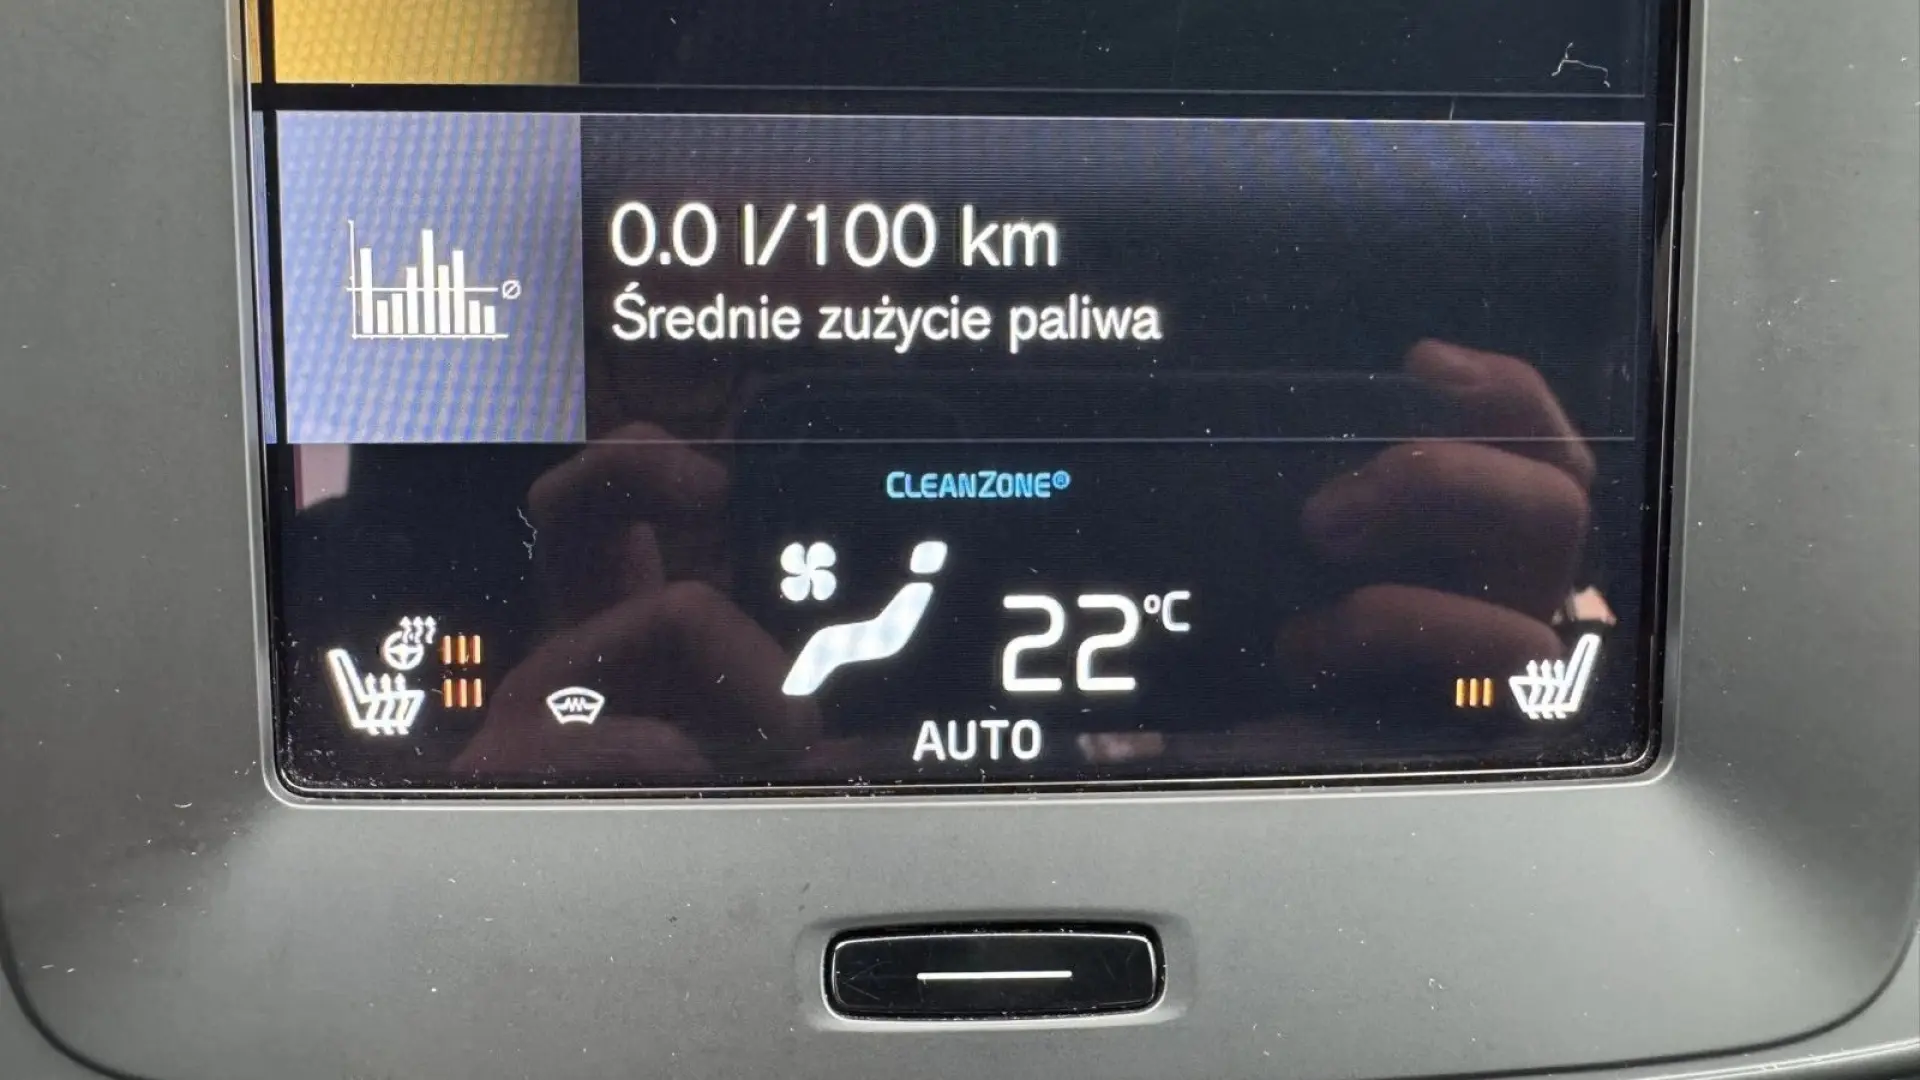 0.0 l/100 km
Średnie zużycie paliwa
CLEANZONE®
22°C
AUTO